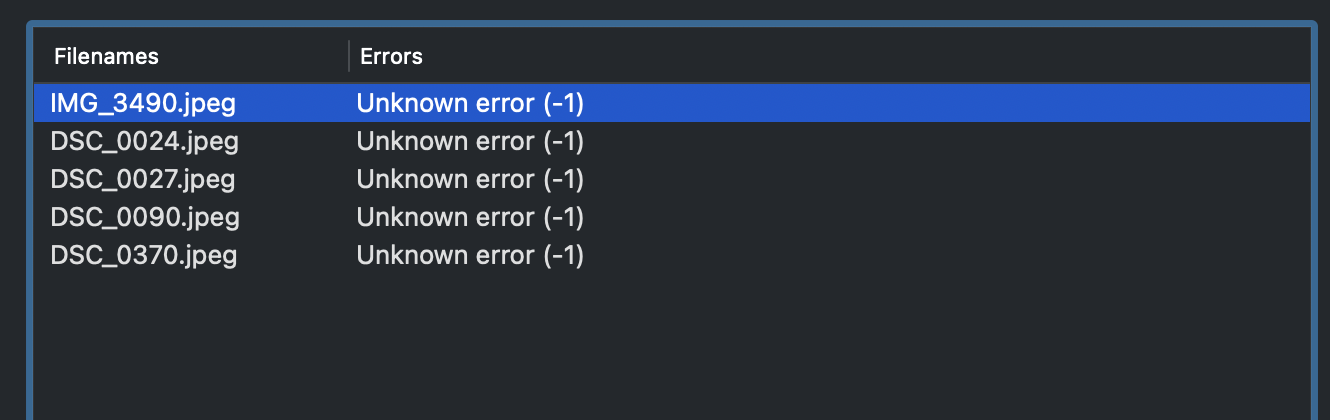 Filenames Errors
IMG_3490.jpeg Unknown error (-1)
DSC_0024.jpeg Unknown error (-1)
DSC_0027.jpeg Unknown error (-1)
DSC_0090.jpeg Unknown error (-1)
DSC_0370.jpeg Unknown error (-1)